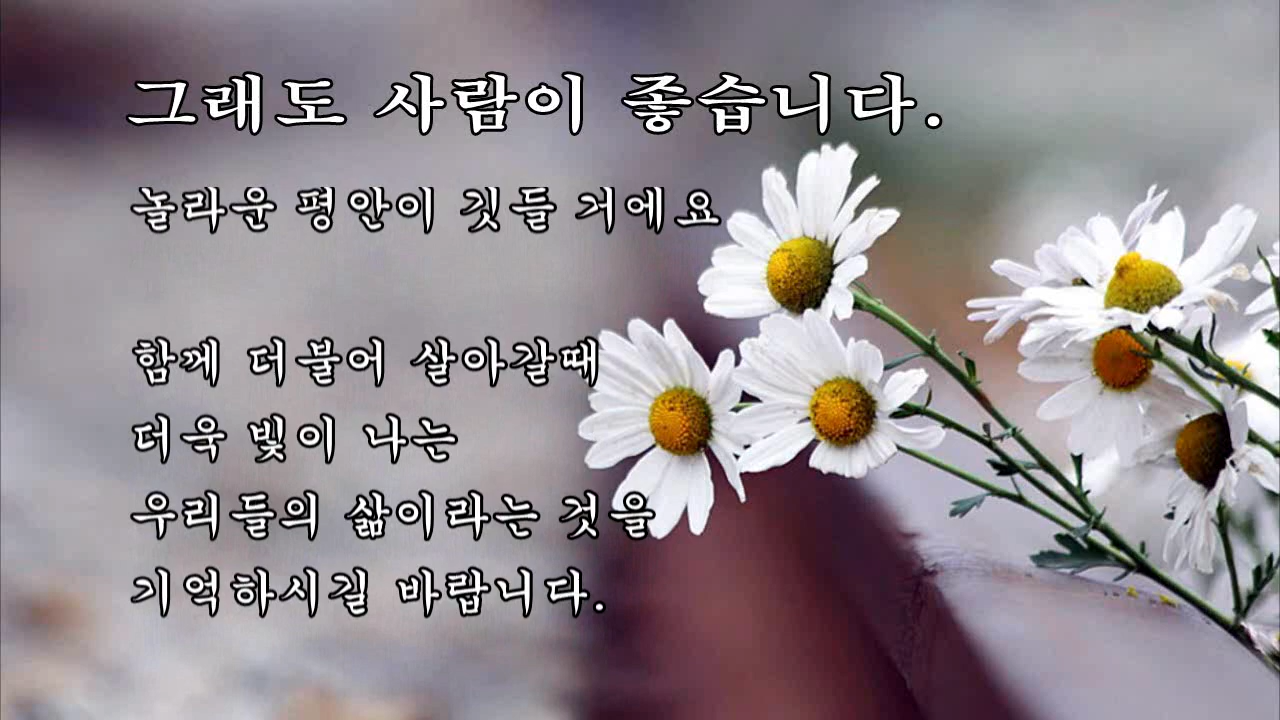 그래도 사람이 좋습니다.
놀라운 평안이 깃들 거에요
함께 더불어 살아갈때
더욱 빛이 나는
우리들의 삶이라는 것을
기억하시길 바랍니다.